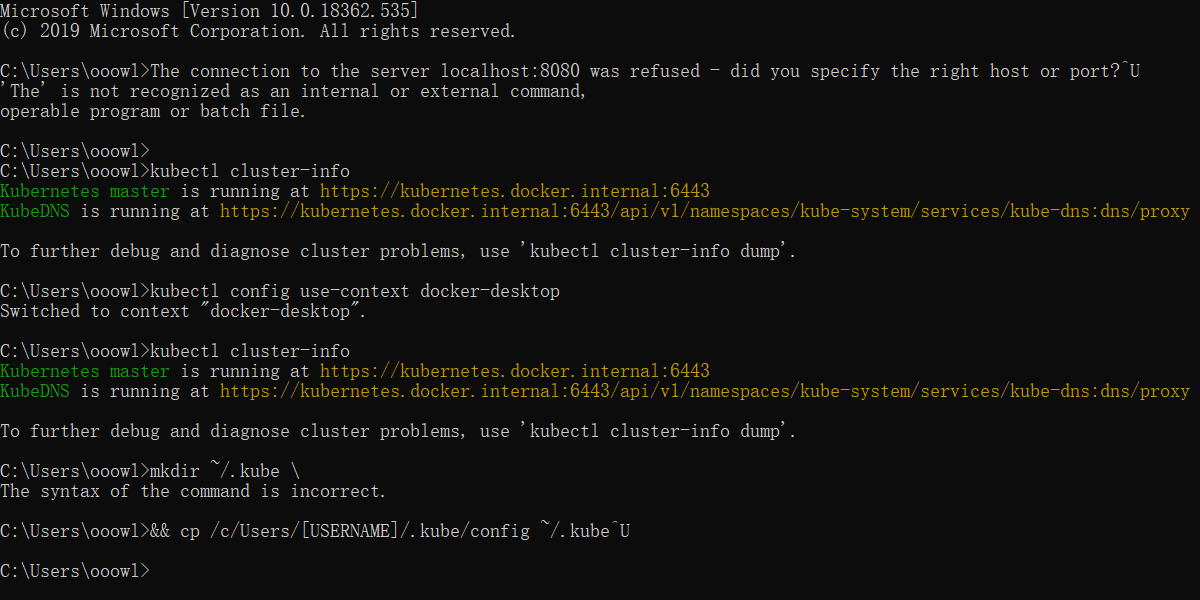 Microsoft Windows [Version 10.0.18362.535]
(c) 2019 Microsoft Corporation. All rights reserved.
C:\Users\ooowl>The connection to the server localhost:8080 was refused - did you specify the right host or port?^U
'The' is not recognized as an internal or external command,
operable program or batch file.
C:\Users\ooowl>
C:\Users\ooowl>kubectl cluster-info
Kubernetes master is running at https://kubernetes.docker.internal:6443
KubeDNS is running at https://kubernetes.docker.internal:6443/api/v1/namespaces/kube-system/services/kube-dns:dns/proxy
To further debug and diagnose cluster problems, use 'kubectl cluster-info dump'.
C:\Users\ooowl>kubectl config use-context docker-desktop
Switched to context "docker-desktop".
C:\Users\ooowl>kubectl cluster-info
Kubernetes master is running at https://kubernetes.docker.internal:6443
KubeDNS is running at https://kubernetes.docker.internal:6443/api/v1/namespaces/kube-system/services/kube-dns:dns/proxy
To further debug and diagnose cluster problems, use 'kubectl cluster-info dump'.
C:\Users\ooowl>mkdir ~/.kube \
The syntax of the command is incorrect.
C:\Users\ooowl>&& cp /c/Users/[USERNAME]/.kube/config ~/.kube^U
C:\Users\ooowl>